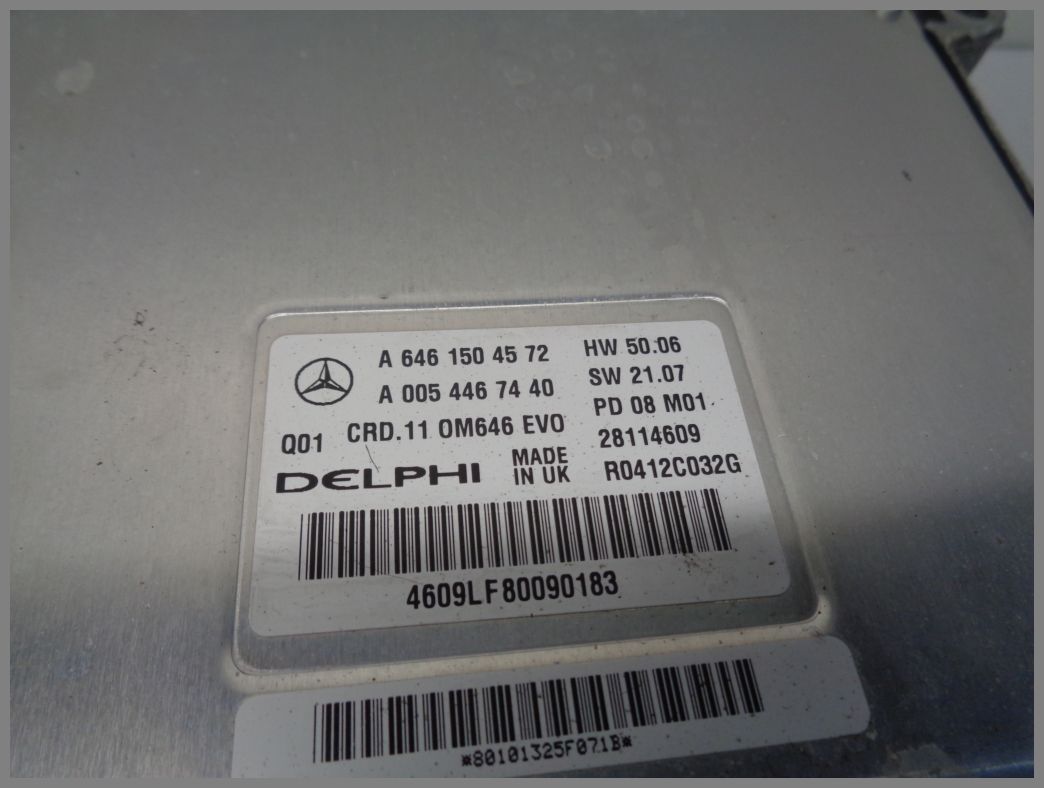 A 646 150 45 72
A 005 446 74 40
Q01 CRD.11 OM646 EVO
DELPHI MADE IN UK
HW 50.06
SW 21.07
PD 08 M01
28114609
R0412C032G
4609LF80090183
*80101325F071B*